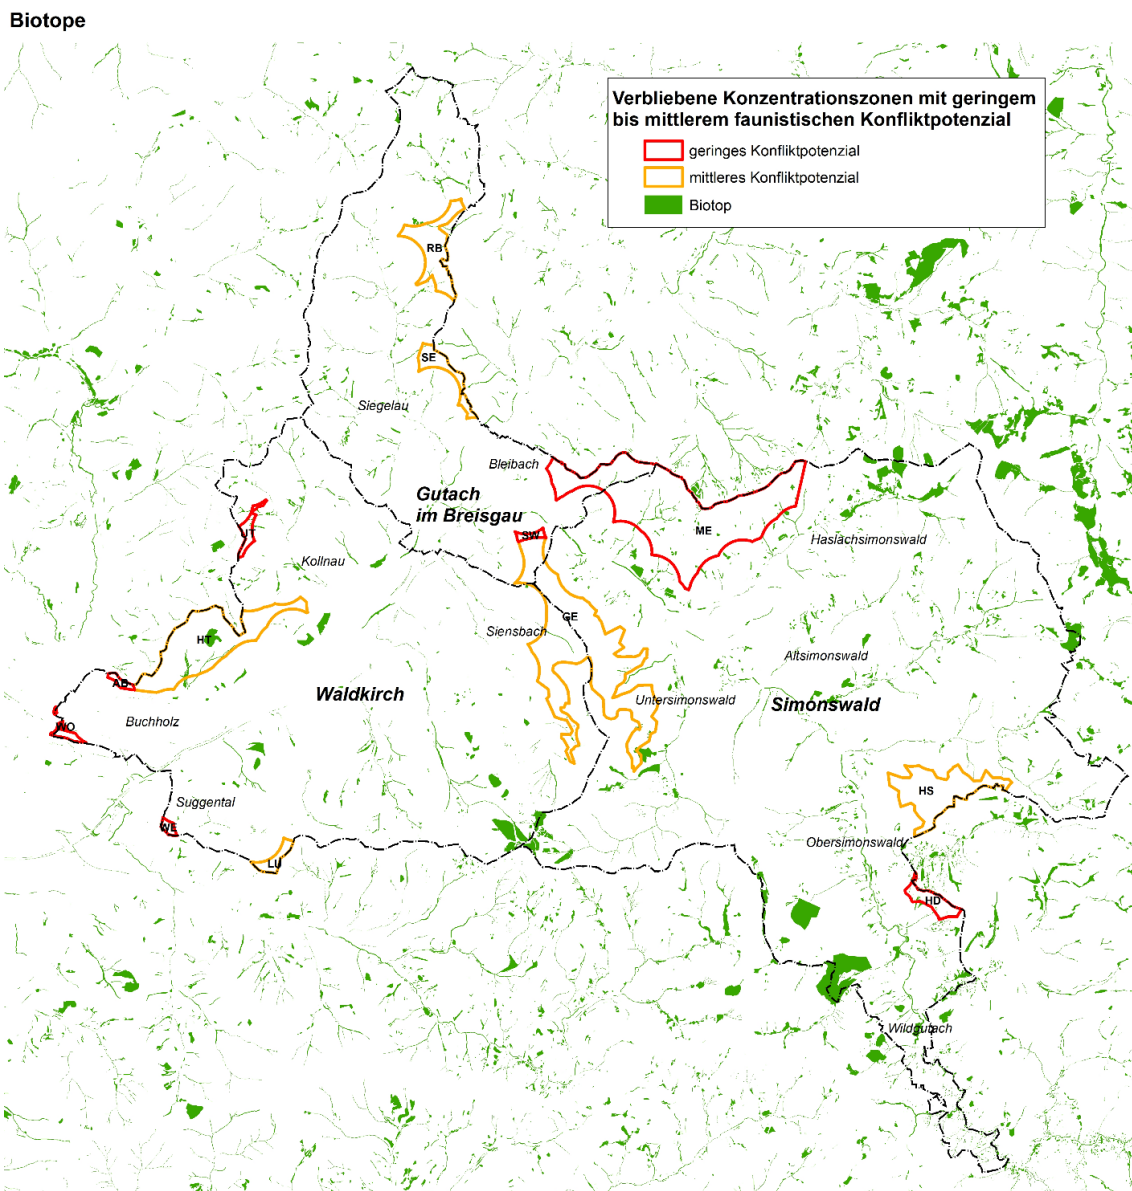 Biotope
Verbliebene Konzentrationszonen mit geringem
bis mittlerem faunistischen Konfliktpotenzial
geringes Konfliktpotenzial
mittleres Konfliktpotenzial
Biotop
RB
SE
Siegelau
Bleibach
Gutach
im Breisgau
SW
ME
Haslachsimonswald
UT
Kollnau
GE
Siensbach
HT
Altsimonswald
AB
Waldkirch
Untersimonswald
Simonswald
Buchholz
WO
HS
Suggental
WE
Obersimonswald
LU
HD
Wildgutach